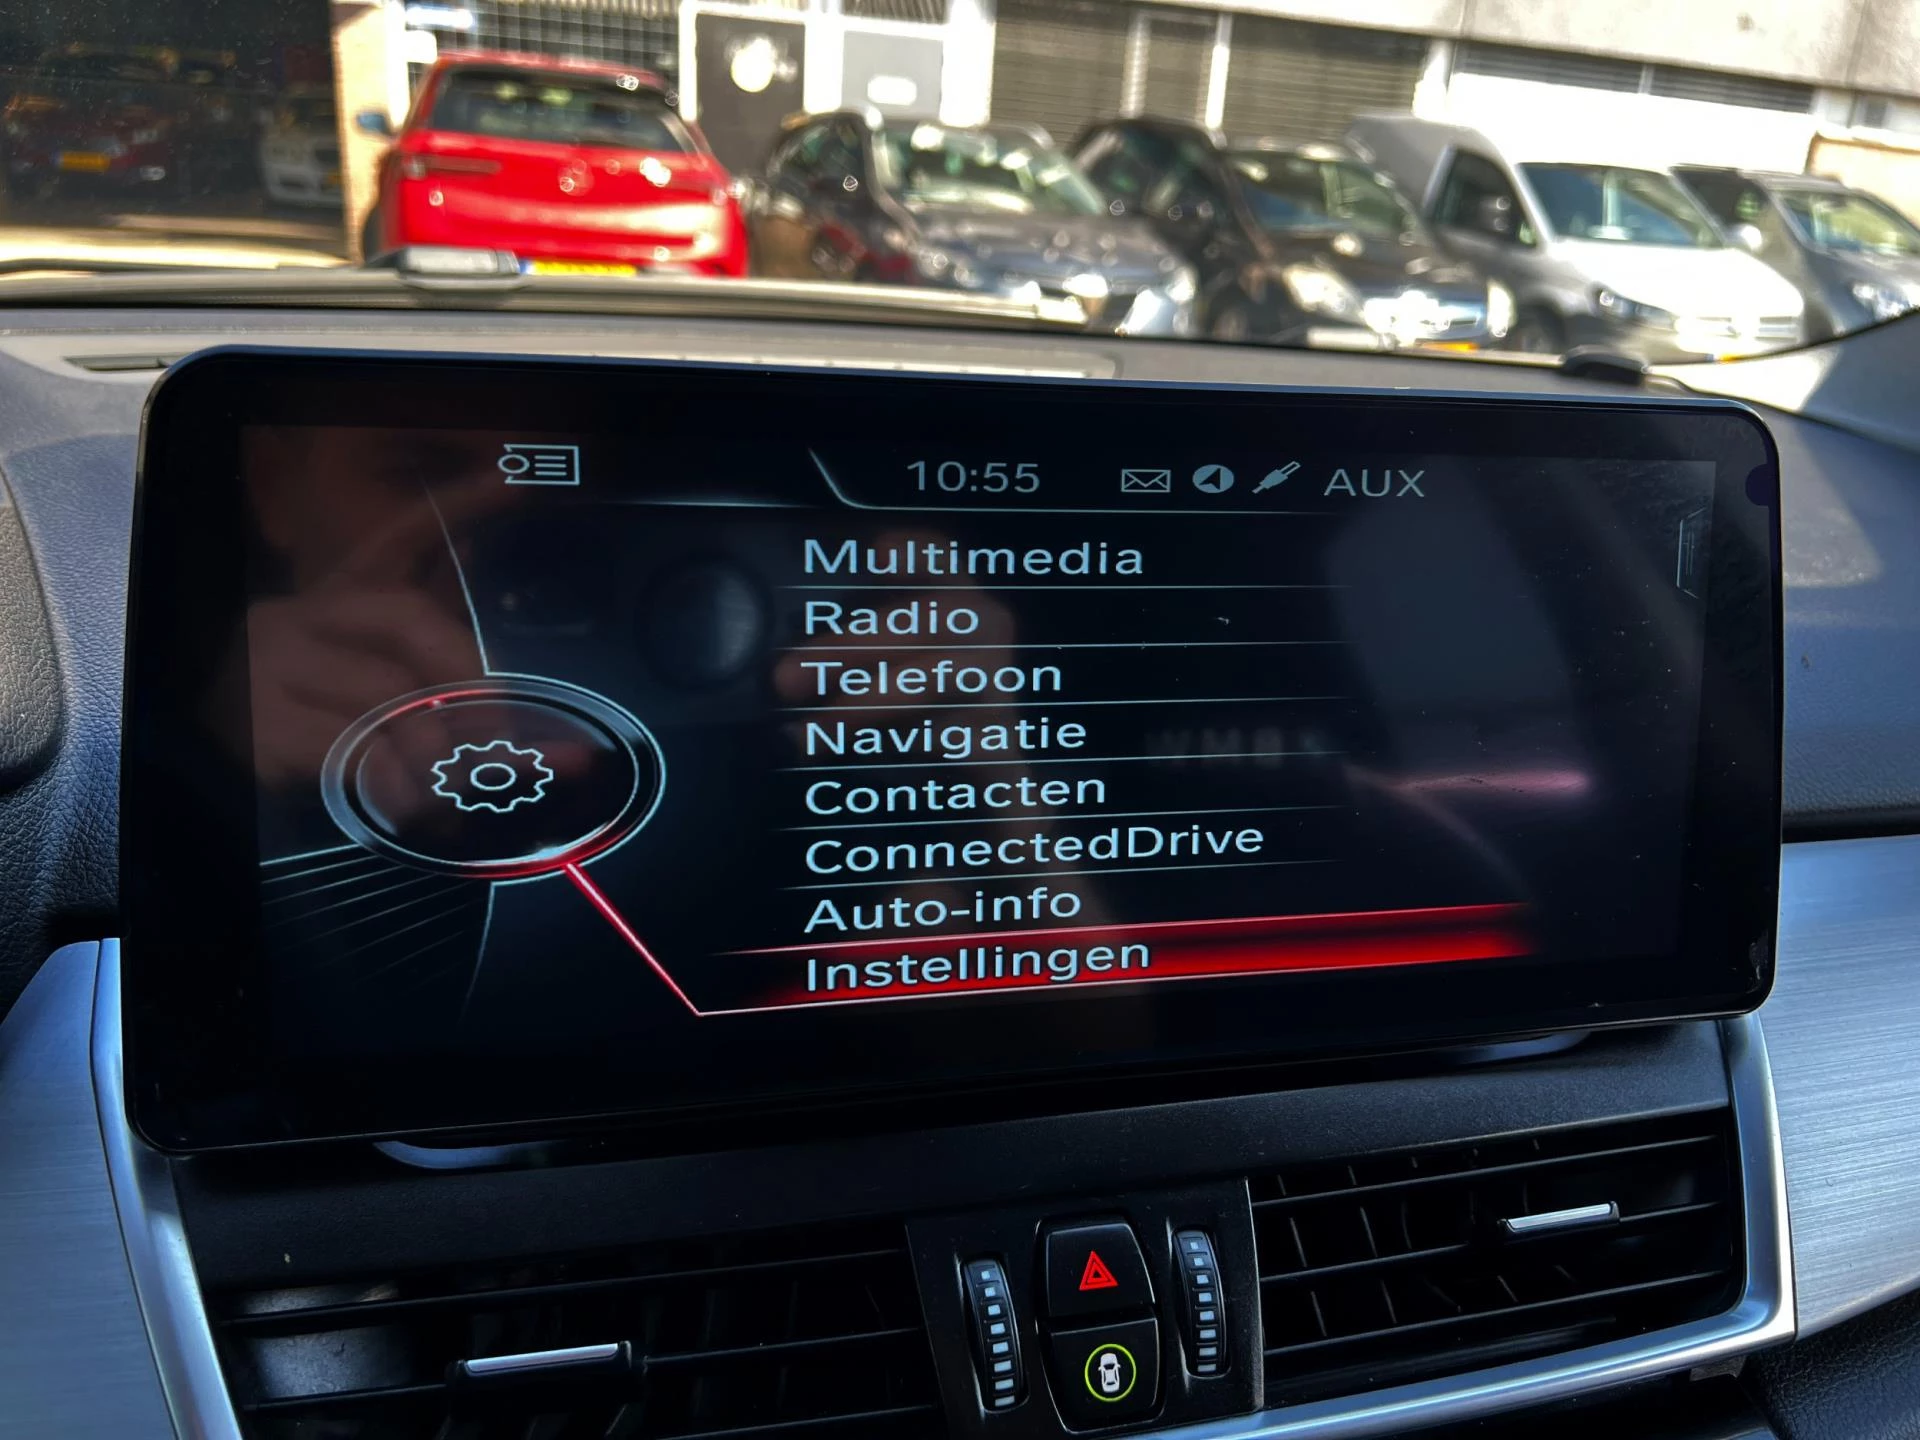 10:55 AUX
Multimedia
Radio
Telefoon
Navigatie
Contacten
ConnectedDrive
Auto-info
Instellingen